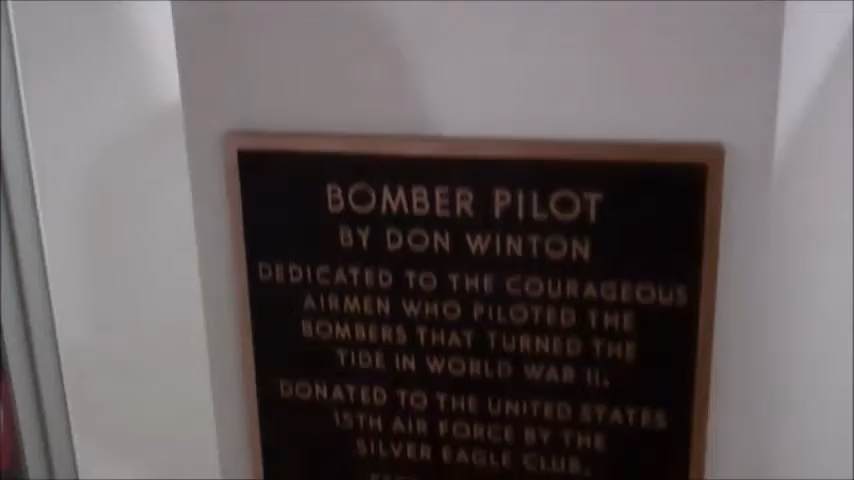 BOMBER PILOT
BY DON WINTON
DEDICATED TO THE COURAGEOUS
AIRMEN WHO PILOTED THE
BOMBERS THAT TURNED THE
TIDE IN WORLD WAR II.
DONATED TO THE UNITED STATES
15TH AIR FORCE BY THE
SILVER EAGLE CLUB.